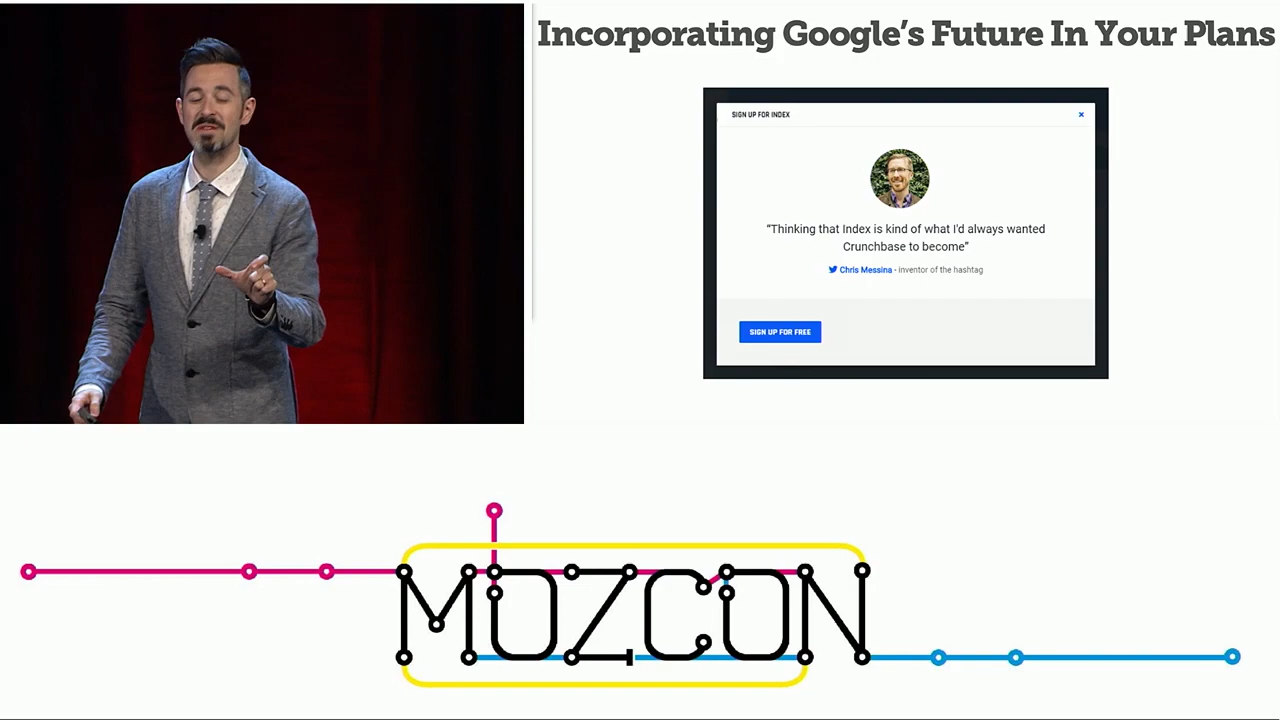 Incorporating Google's Future In Your Plans
SIGN UP FOR INDEX
×
"Thinking that Index is kind of what I'd always wanted
Crunchbase to become"
Chris Messina - inventor of the hashtag
SIGN UP FOR FREE
MOZCON